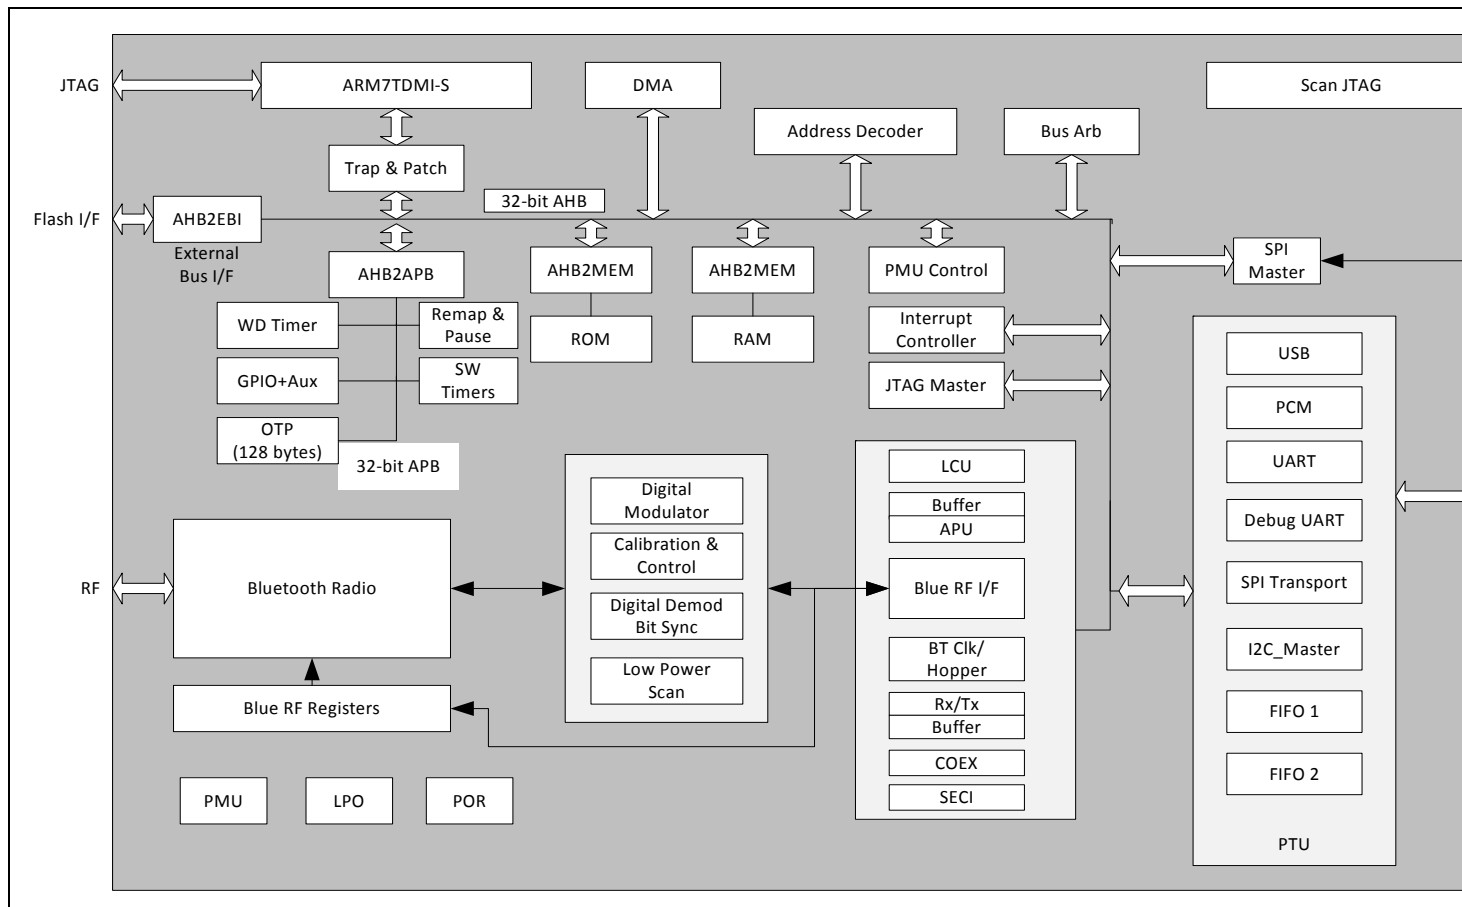 JTAG
ARM7TDMI-S
DMA
Scan JTAG
Address Decoder
Bus Arb
Trap & Patch
32-bit AHB
Flash I/F
AHB2EBI
External
Bus I/F
AHB2APB
AHB2MEM
AHB2MEM
PMU Control
SPI
Master
WD Timer
Remap &
Pause
ROM
RAM
Interrupt
Controller
GPIO+Aux
SW
Timers
JTAG Master
OTP
(128 bytes)
32-bit APB
USB
PCM
UART
Debug UART
SPI Transport
I2C_Master
FIFO 1
FIFO 2
PTU
LCU
Buffer
APU
Blue RF I/F
BT Clk/
Hopper
Rx/Tx
Buffer
COEX
SECI
Digital
Modulator
Calibration &
Control
Digital Demod
Bit Sync
Low Power
Scan
RF
Bluetooth Radio
Blue RF Registers
PMU
LPO
POR